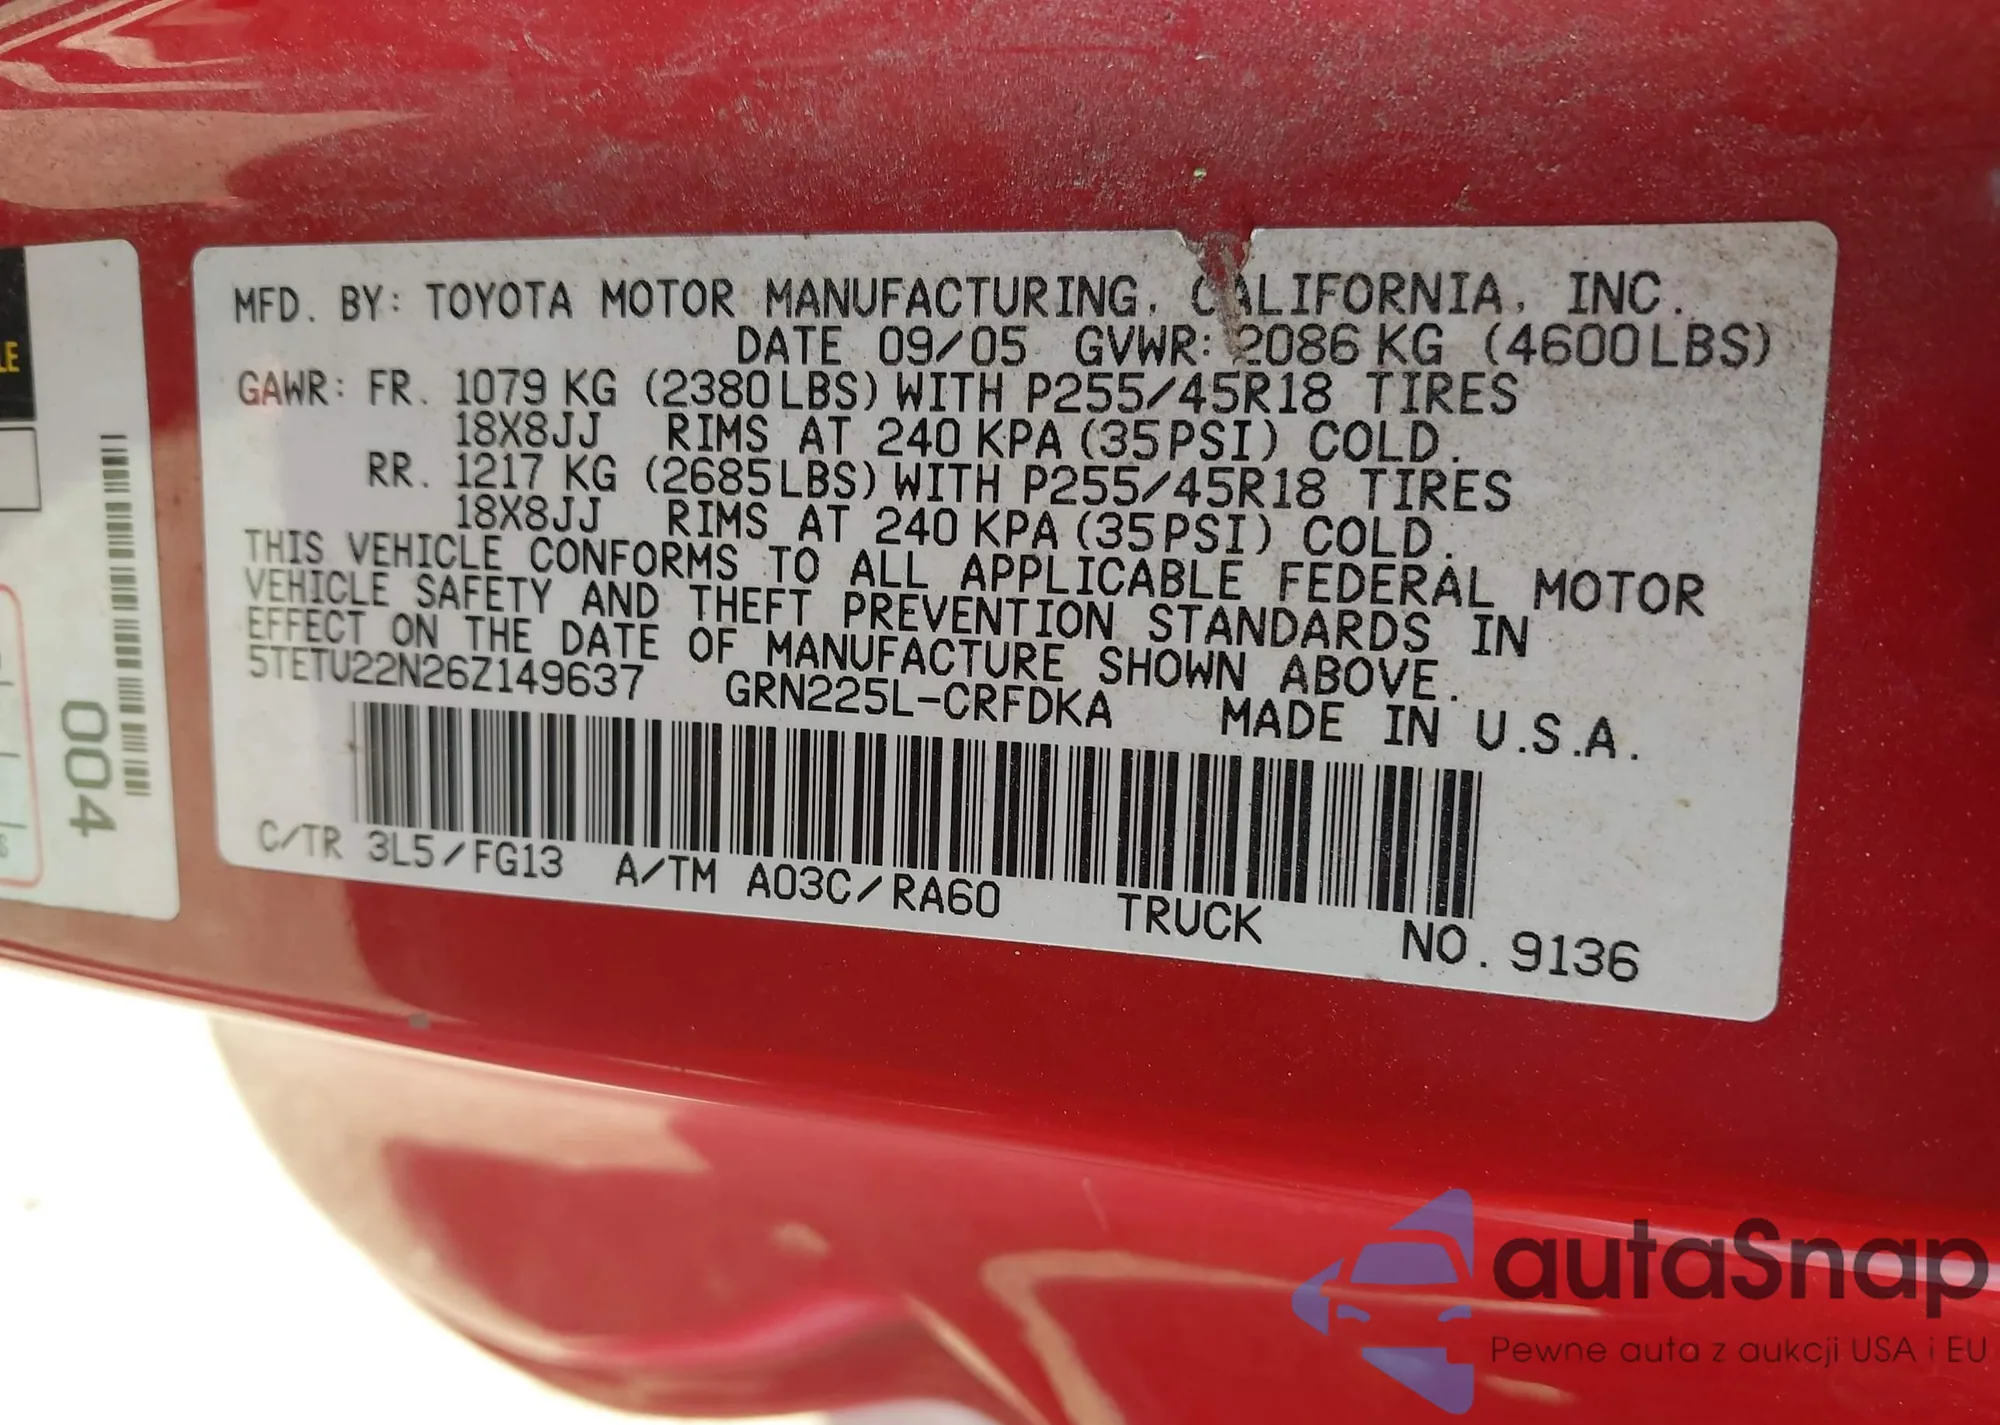 MFD. BY: TOYOTA MOTOR MANUFACTURING, CALIFORNIA, INC.
DATE 09/05 GVWR: 2086 KG (4600LBS)
GAWR: FR. 1079 KG (2380LBS) WITH P255/45R18 TIRES
18X8JJ RIMS AT 240 KPA (35PSI) COLD.
RR. 1217 KG (2685LBS) WITH P255/45R18 TIRES
18X8JJ RIMS AT 240 KPA (35PSI) COLD.
THIS VEHICLE CONFORMS TO ALL APPLICABLE FEDERAL MOTOR
VEHICLE SAFETY AND THEFT PREVENTION STANDARDS IN
EFFECT ON THE DATE OF MANUFACTURE SHOWN ABOVE.
5TETU22N26Z149637 GRN225L-CRFDKA MADE IN U.S.A.
C/TR 3L5/FG13 A/TM A03C/RA60 TRUCK NO. 9136
LE
004
autaSnap
Pewne auta z aukcji USA i EU